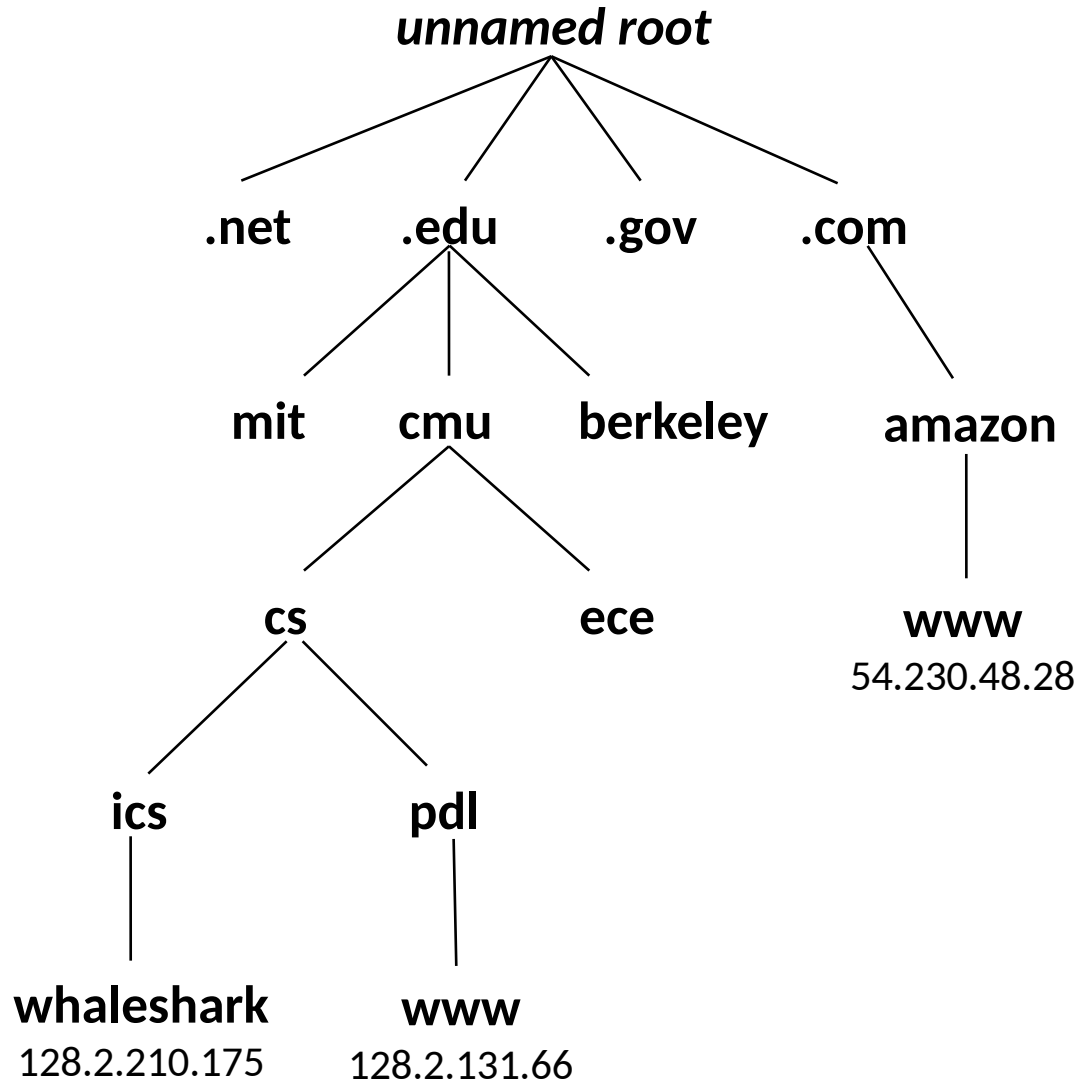 unnamed root
.net .edu .gov .com
mit cmu berkeley amazon
cs ece www
54.230.48.28
ics pdl
whaleshark www
128.2.210.175 128.2.131.66